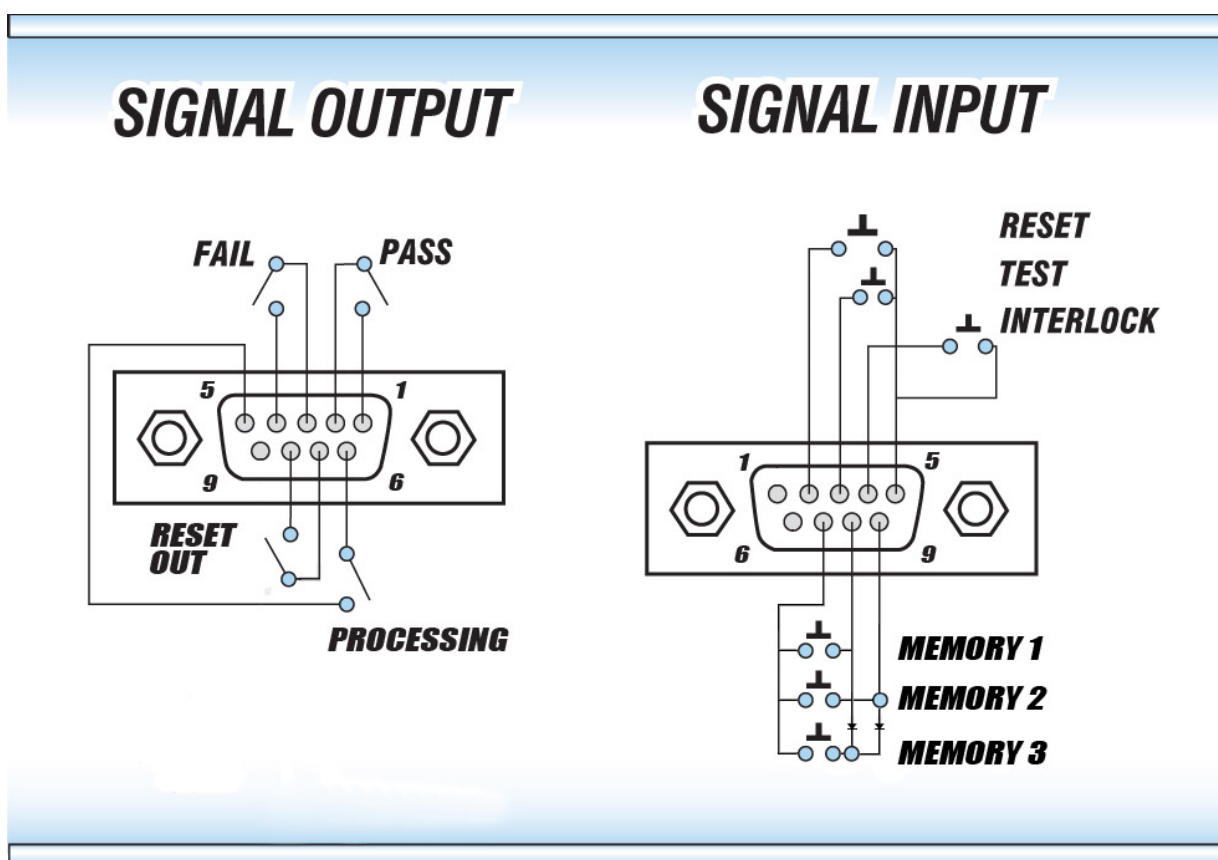 SIGNAL OUTPUT
FAIL
PASS
5
1
9
6
RESET
OUT
PROCESSING
SIGNAL INPUT
RESET
TEST
INTERLOCK
1
5
6
9
MEMORY 1
MEMORY 2
MEMORY 3